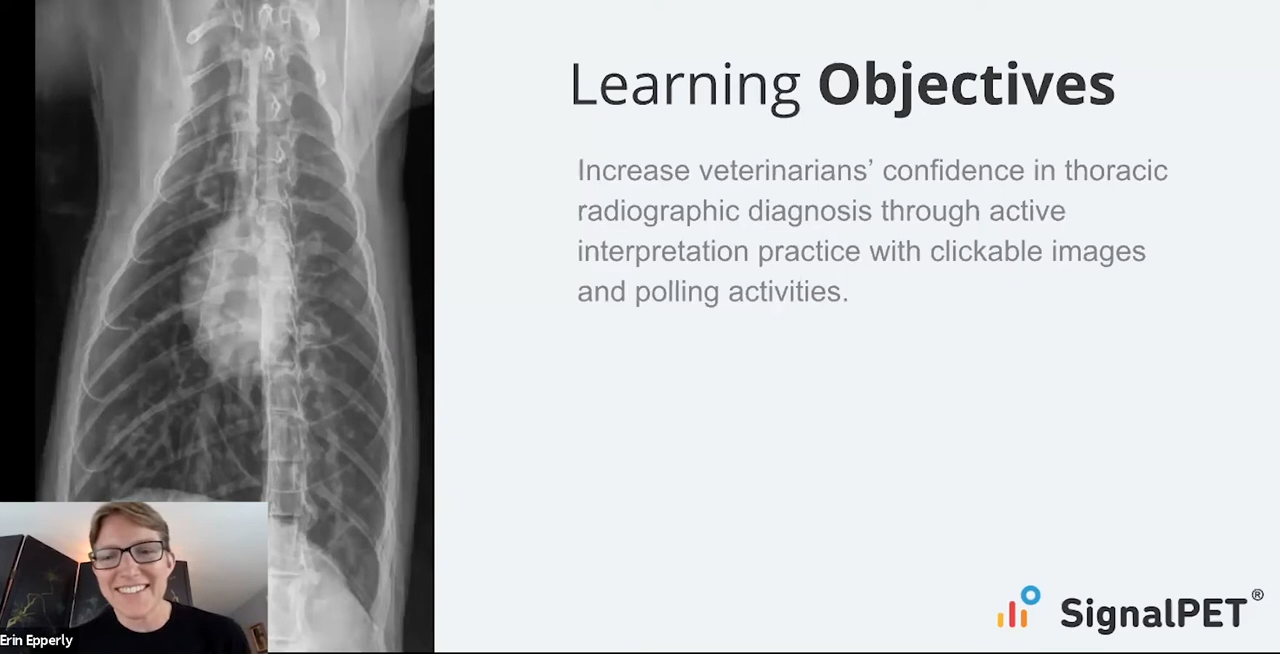 Learning Objectives
Increase veterinarians’ confidence in thoracic
radiographic diagnosis through active
interpretation practice with clickable images
and polling activities.
SignalPET®
Erin Epperly